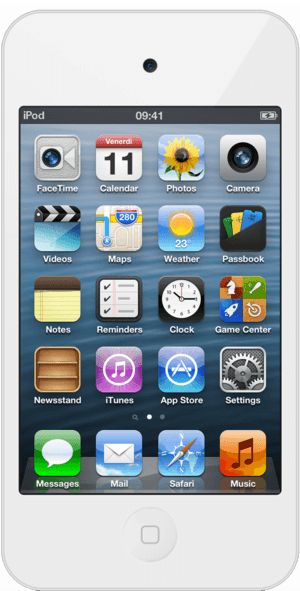 iPod 09:41
Venerdì
11
280
23°
FaceTime Calendar Photos Camera
Videos Maps Weather Passbook
Notes Reminders Clock Game Center
Newsstand iTunes App Store Settings
Messages Mail Safari Music